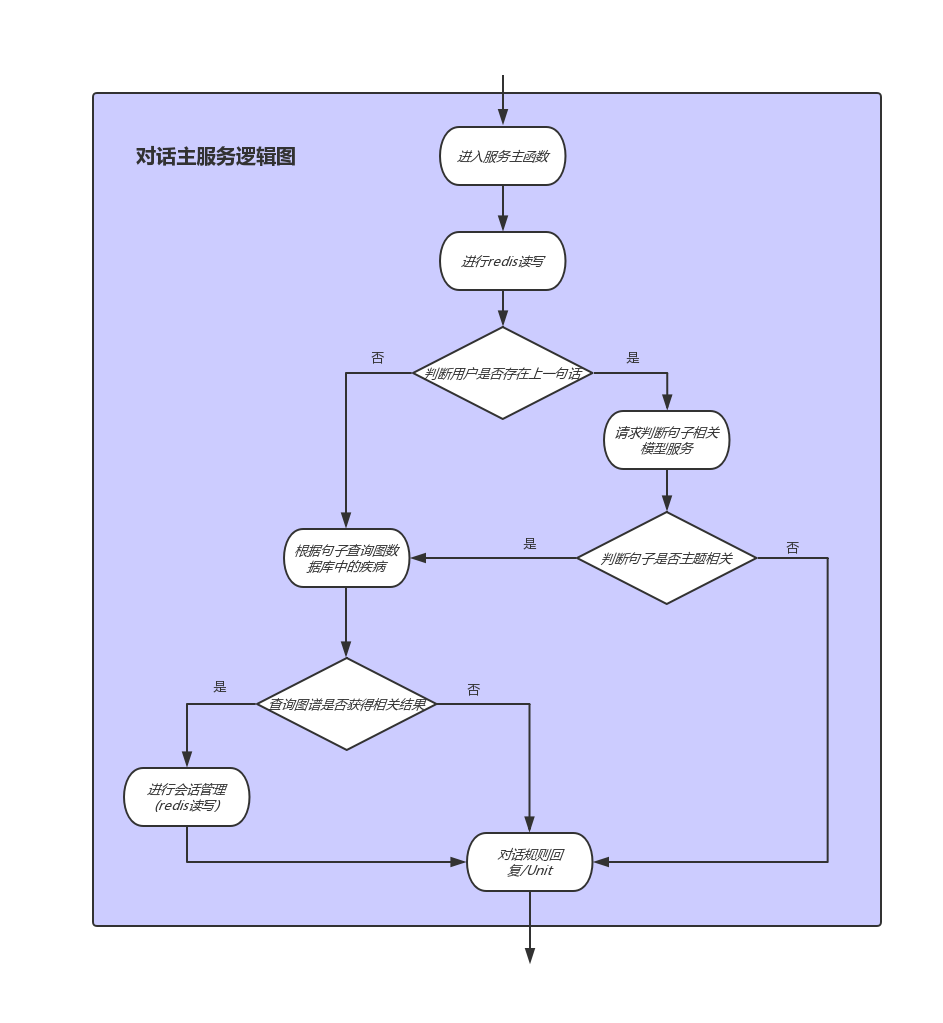 对话主服务逻辑图
进入服务主函数
进行redis读写
判断用户是否存在上一句话
否
是
请求判断句子相关
模型服务
判断句子是否主题相关
是
否
根据句子查询图数
据库中的疾病
查询图谱是否获得相关结果
是
否
进行会话管理
(redis读写)
对话规则回
复/Unit